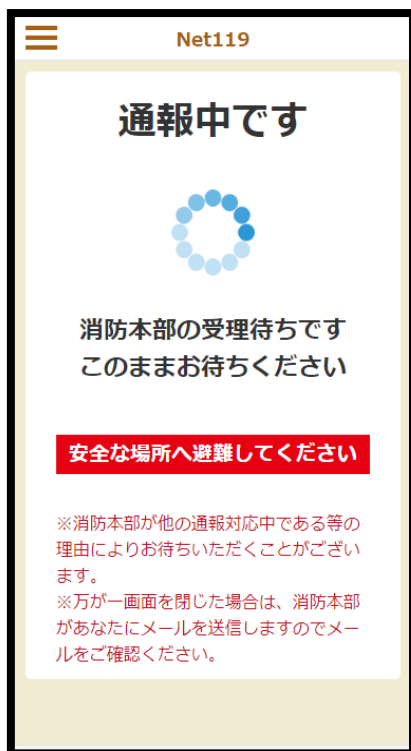 Net119
通報中です
消防本部の受理待ちです
このままお待ちください
安全な場所へ避難してください
※消防本部が他の通報対応中である等の
理由によりお待ちいただくことがござい
ます。
※万が一画面を閉じた場合は、消防本部
があなたにメールを送信しますのでメー
ルをご確認ください。